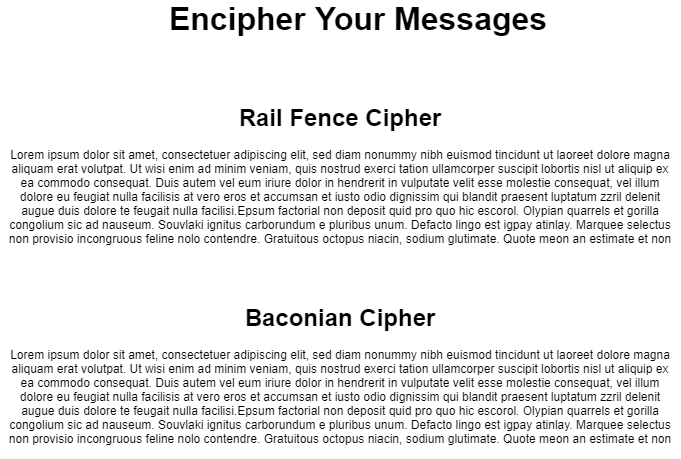 Encipher Your Messages
Rail Fence Cipher
Lorem ipsum dolor sit amet, consectetuer adipiscing elit, sed diam nonummy nibh euismod tincidunt ut laoreet dolore magna
aliquam erat volutpat. Ut wisi enim ad minim veniam, quis nostrud exerci tation ullamcorper suscipit lobortis nisl ut aliquip ex
ea commodo consequat. Duis autem vel eum iriure dolor in hendrerit in vulputate velit esse molestie consequat, vel illum
dolore eu feugiat nulla facilisis at vero eros et accumsan et iusto odio dignissim qui blandit praesent luptatum zzril delenit
augue duis dolore te feugait nulla facilisi.Epsum factorial non deposit quid pro quo hic escorol. Olypian quarrels et gorilla
congolium sic ad nauseum. Souvlaki ignitus carborundum e pluribus unum. Defacto lingo est igpay atinlay. Marquee selectus
non provisio incongruous feline nolo contendre. Gratuitous octopus niacin, sodium glutimate. Quote meon an estimate et non
Baconian Cipher
Lorem ipsum dolor sit amet, consectetuer adipiscing elit, sed diam nonummy nibh euismod tincidunt ut laoreet dolore magna
aliquam erat volutpat. Ut wisi enim ad minim veniam, quis nostrud exerci tation ullamcorper suscipit lobortis nisl ut aliquip ex
ea commodo consequat. Duis autem vel eum iriure dolor in hendrerit in vulputate velit esse molestie consequat, vel illum
dolore eu feugiat nulla facilisis at vero eros et accumsan et iusto odio dignissim qui blandit praesent luptatum zzril delenit
augue duis dolore te feugait nulla facilisi.Epsum factorial non deposit quid pro quo hic escorol. Olypian quarrels et gorilla
congolium sic ad nauseum. Souvlaki ignitus carborundum e pluribus unum. Defacto lingo est igpay atinlay. Marquee selectus
non provisio incongruous feline nolo contendre. Gratuitous octopus niacin, sodium glutimate. Quote meon an estimate et non